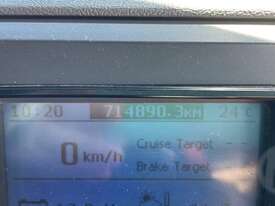 10:20 714890.3KM 24°C
Cruise Target - -
0 km/h
Brake Target